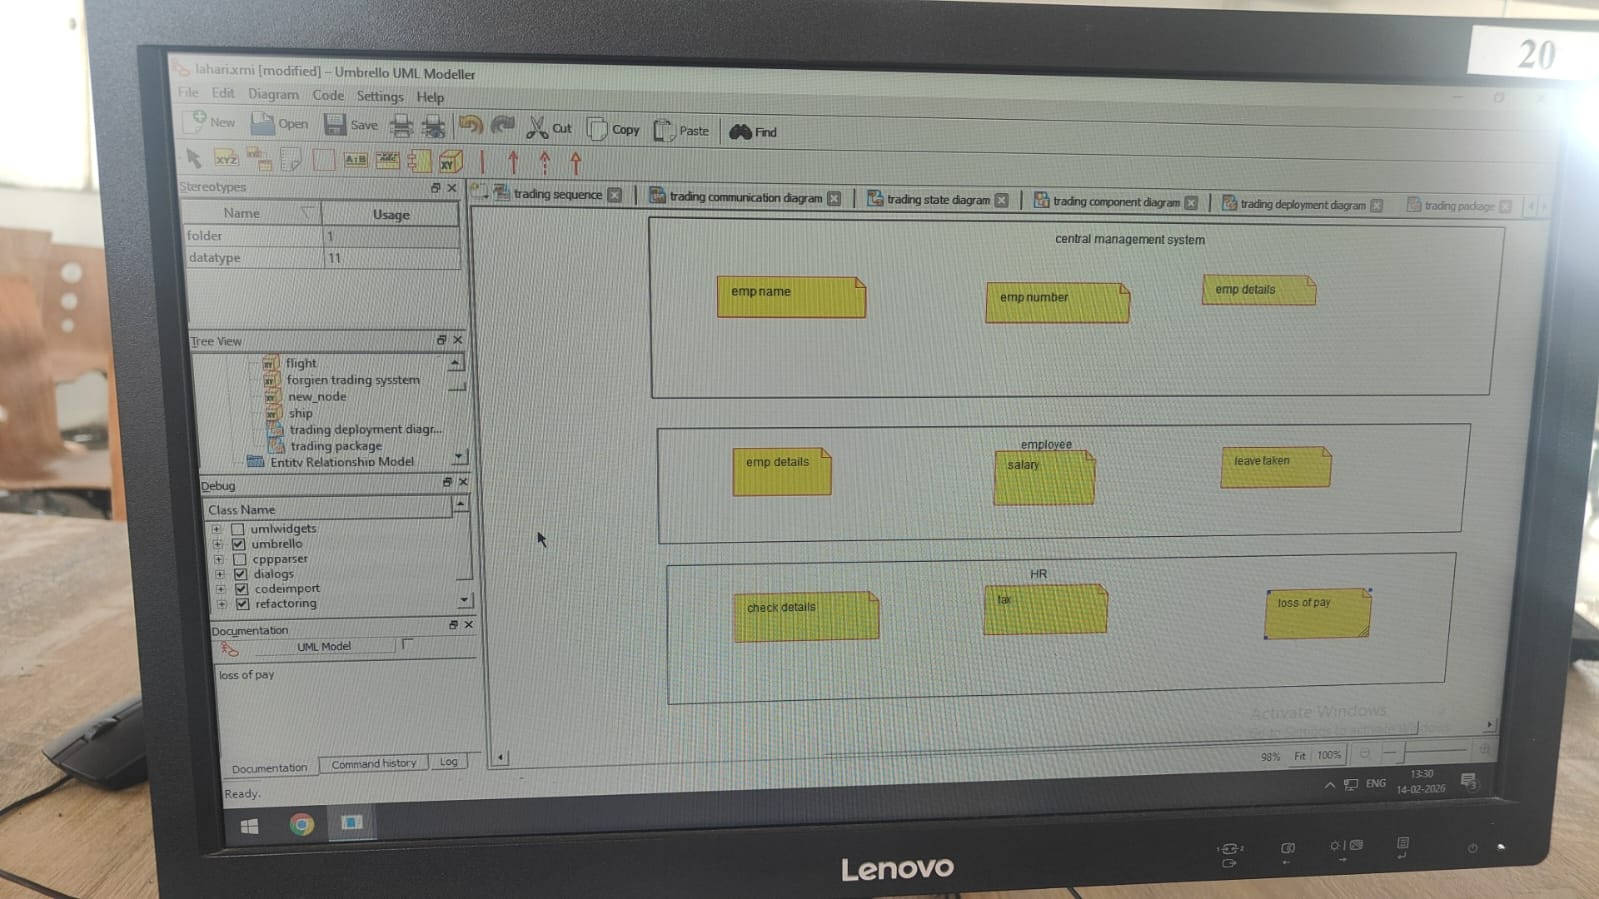 20
lahari.xmi [modified] – Umbrello UML Modeller
File Edit Diagram Code Settings Help
New Open Save Cut Copy Paste Find
XYZ A:B ABC XY
Stereotypes
trading sequence trading communication diagram trading state diagram trading component diagram trading deployment diagram trading package
Name Usage
folder 1
datatype 11
Tree View
flight
forgien trading sysstem
new_node
ship
trading deployment diagr...
trading package
Entity Relationship Model
Debug
Class Name
umlwidgets
umbrello
cppparser
dialogs
codeimport
refactoring
Documentation
UML Model
loss of pay
Documentation Command history Log
Ready.
central management system
emp name
emp number
emp details
employee
emp details
salary
leave taken
HR
check details
tax
loss of pay
Activate Windows
98% Fit 100%
ENG
13:30
14-02-2026
3
Lenovo